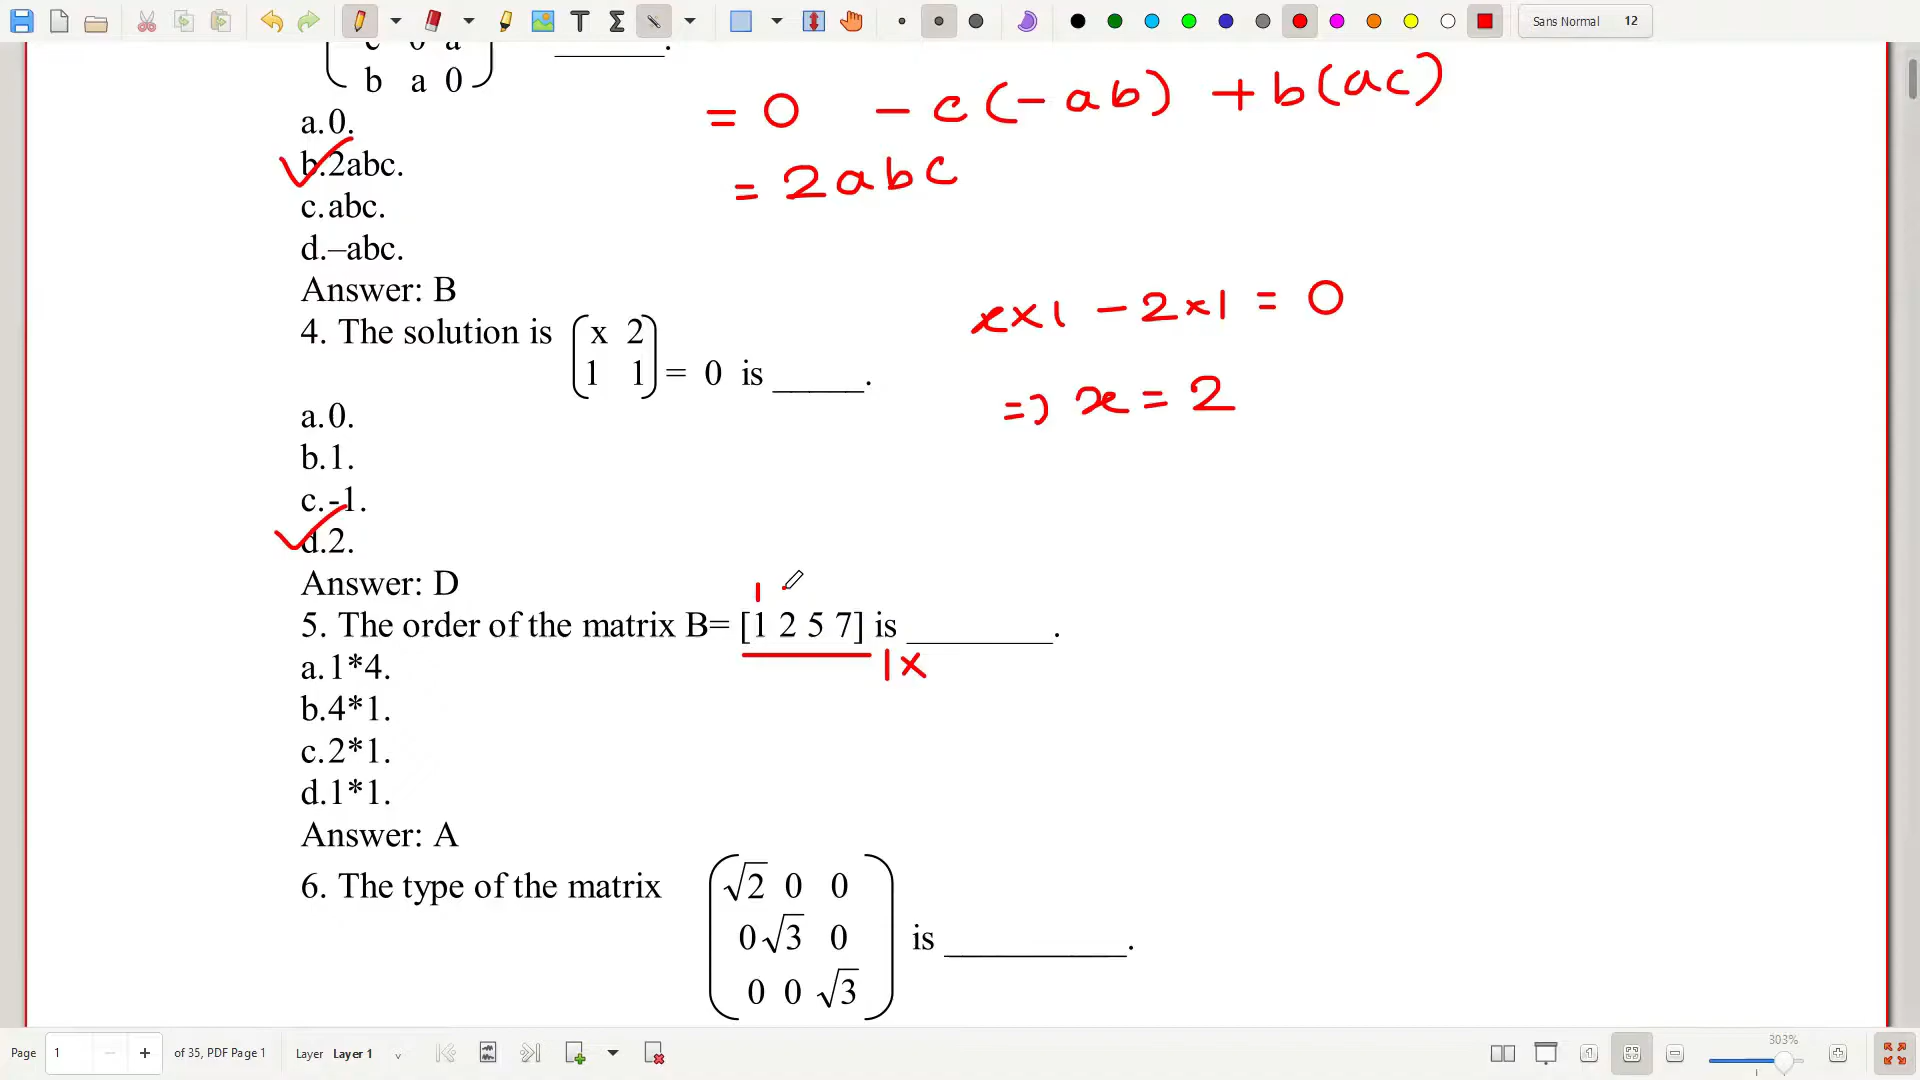 Sans Normal 12
c 0 a _____.
b a 0
= 0 - c (- ab) + b (ac)
a.0.
b.2abc.
= 2abc
c.abc.
d.–abc.
Answer: B
x×1 - 2×1 = 0
4. The solution is
x 2
1 1 = 0 is _____.
=> x = 2
a.0.
b.1.
c.-1.
d.2.
Answer: D
1
5. The order of the matrix B= [1 2 5 7] is ________.
1×
a.1*4.
b.4*1.
c.2*1.
d.1*1.
Answer: A
6. The type of the matrix
√2 0 0
0 √3 0 is __________.
0 0 √3
Page 1 of 35, PDF Page 1 Layer Layer 1 303%